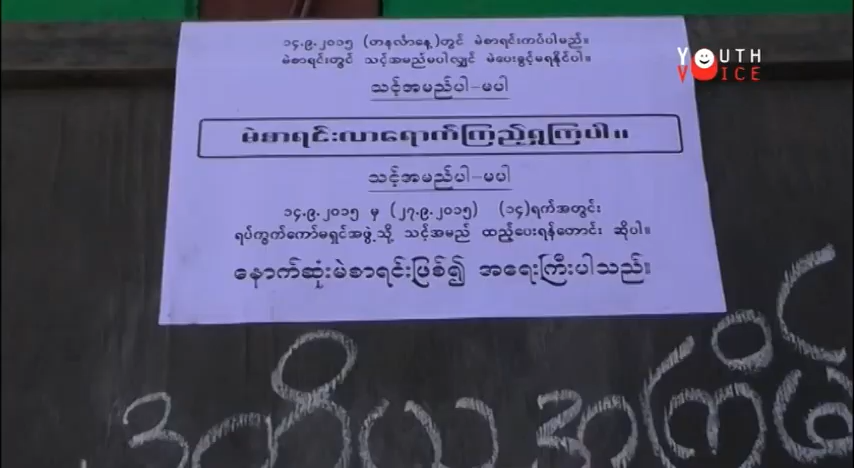 ၁၄.၉.၂၀၁၅ (တနင်္လာနေ့)တွင် မဲစာရင်းကပ်ပါမည်။
မဲစာရင်းတွင် သင့်အမည်မပါလျှင် မဲပေးခွင့်မရနိုင်ပါ။
သင့်အမည်ပါ-မပါ
မဲစာရင်းလာရောက်ကြည့်ရှုကြပါ။
သင့်အမည်ပါ-မပါ
၁၄.၉.၂၀၁၅ မှ (၂၇.၉.၂၀၁၅) (၁၄)ရက်အတွင်း
ရပ်ကွက်ကော်မရှင်အဖွဲ့သို့ သင့်အမည် ထည့်ပေးရန်တောင်း ဆိုပါ။
နောက်ဆုံးမဲစာရင်းဖြစ်၍ အရေးကြီးပါသည်။
ဒုတိယအကြိမ်
YOUTH
VOICE